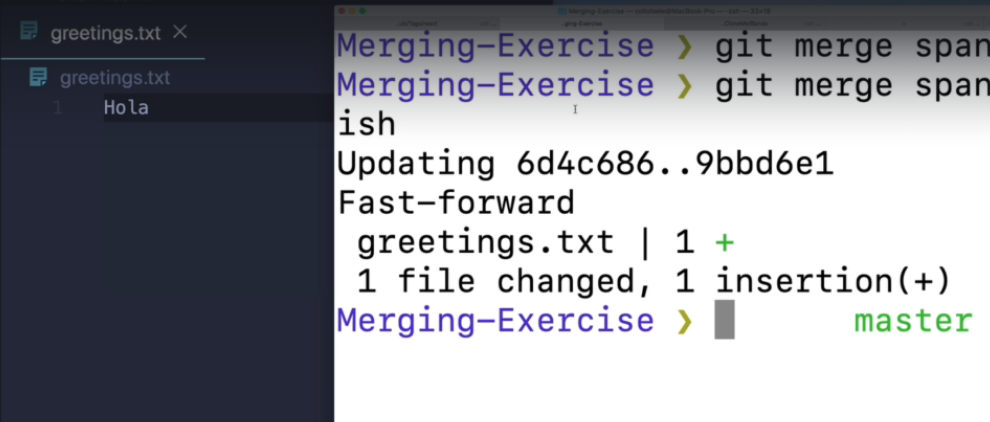 greetings.txt ×
greetings.txt
1 Hola
Merging-Exercise ❯ git merge span
Merging-Exercise ❯ git merge span
ish
Updating 6d4c686..9bbd6e1
Fast-forward
greetings.txt | 1 +
1 file changed, 1 insertion(+)
Merging-Exercise ❯ master